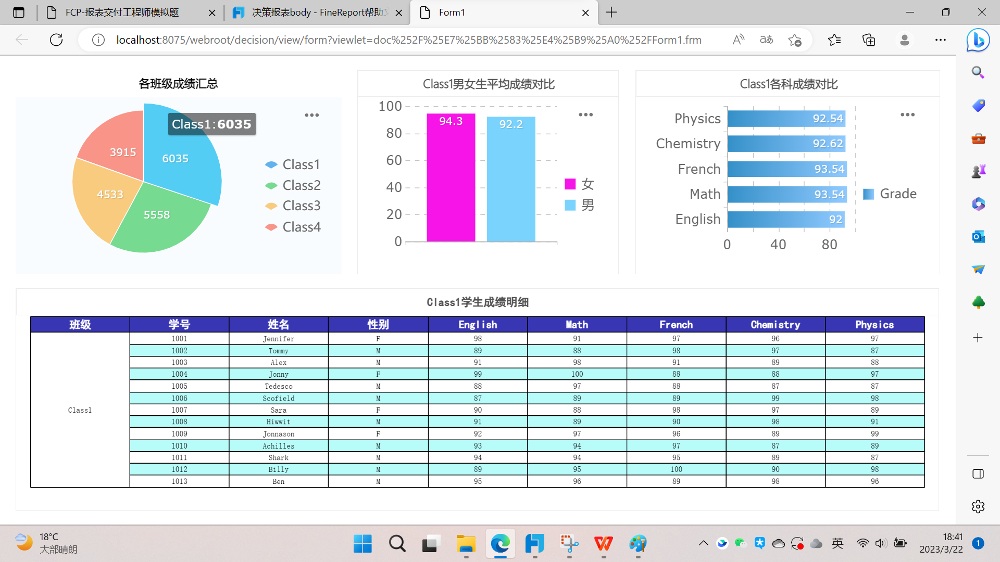 FCP-报表交付工程师模拟题
决策报表body - FineReport帮助文
Form1
localhost:8075/webroot/decision/view/form?viewlet=doc%252F%25E7%25BB%2583%25E4%25B9%25A0%252FForm1.frm
各班级成绩汇总
Class1:6035
3915
6035
4533
5558
Class1
Class2
Class3
Class4
Class1男女生平均成绩对比
100
80
60
40
20
0
94.3
92.2
女
男
Class1各科成绩对比
Physics 92.54
Chemistry 92.62
French 93.54
Math 93.54
English 92
0 40 80
Grade
Class1学生成绩明细
班级 学号 姓名 性别 English Math French Chemistry Physics
1001 Jennifer F 98 91 97 96 97
1002 Tommy M 89 88 98 97 87
1003 Alex M 91 98 91 89 88
1004 Jonny F 99 100 88 88 97
1005 Tedesco M 88 97 88 87 87
1006 Scofield M 87 89 89 99 98
Class1 1007 Sara F 90 88 98 97 89
1008 Hiwwit M 91 89 90 98 91
1009 Jonnason F 92 97 96 89 99
1010 Achilles M 93 94 97 87 89
1011 Shark M 94 94 95 89 87
1012 Billy M 89 95 100 90 98
1013 Ben M 95 96 89 98 96
18°C
大部晴朗
英
18:41
2023/3/22
1